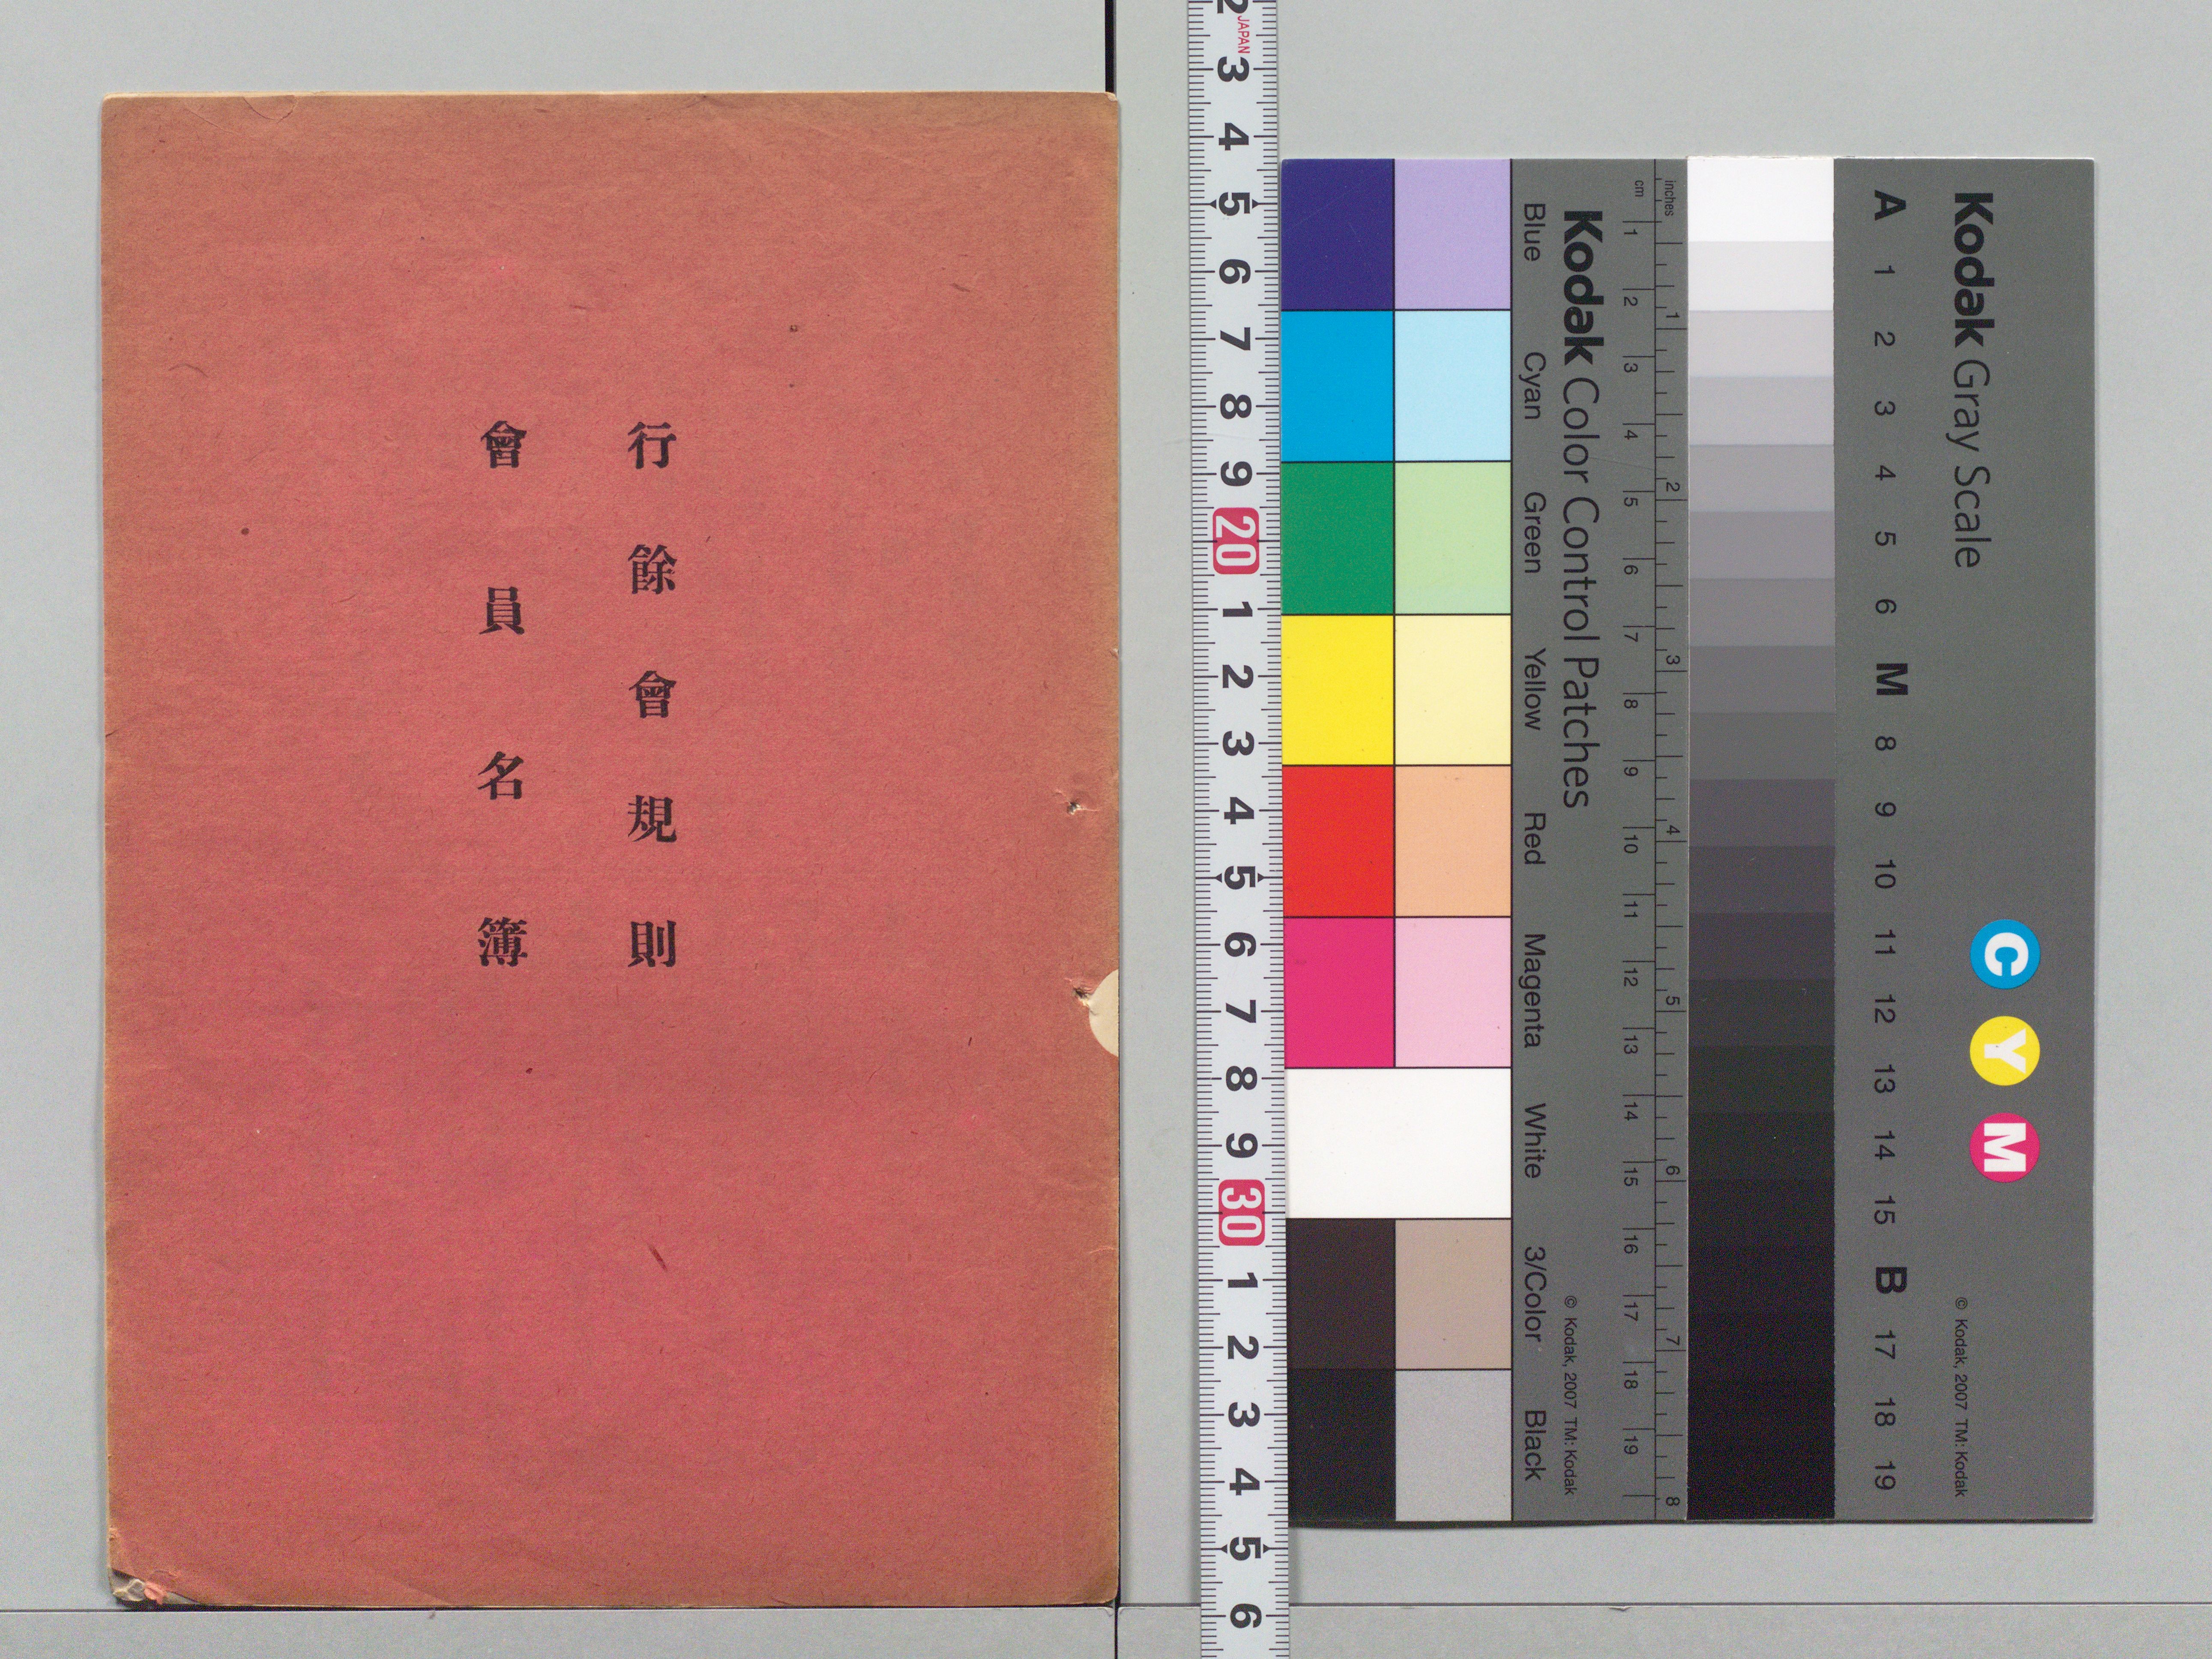 行餘會規則
會員名簿
2 JAPAN 3 4 5 6 7 8 9 20 1 2 3 4 5 6 7 8 9 30 1 2 3 4 5 6
Blue Cyan Green Yellow Red Magenta White 3/Color Black
Kodak Color Control Patches
© Kodak, 2007 TM: Kodak
cm 1 2 3 4 5 6 7 8 9 10 11 12 13 14 15 16 17 18 19
inches 1 2 3 4 5 6 7 8
A 1 2 3 4 5 6 M 8 9 10 11 12 13 14 15 B 17 18 19
Kodak Gray Scale
C Y M
© Kodak, 2007 TM: Kodak